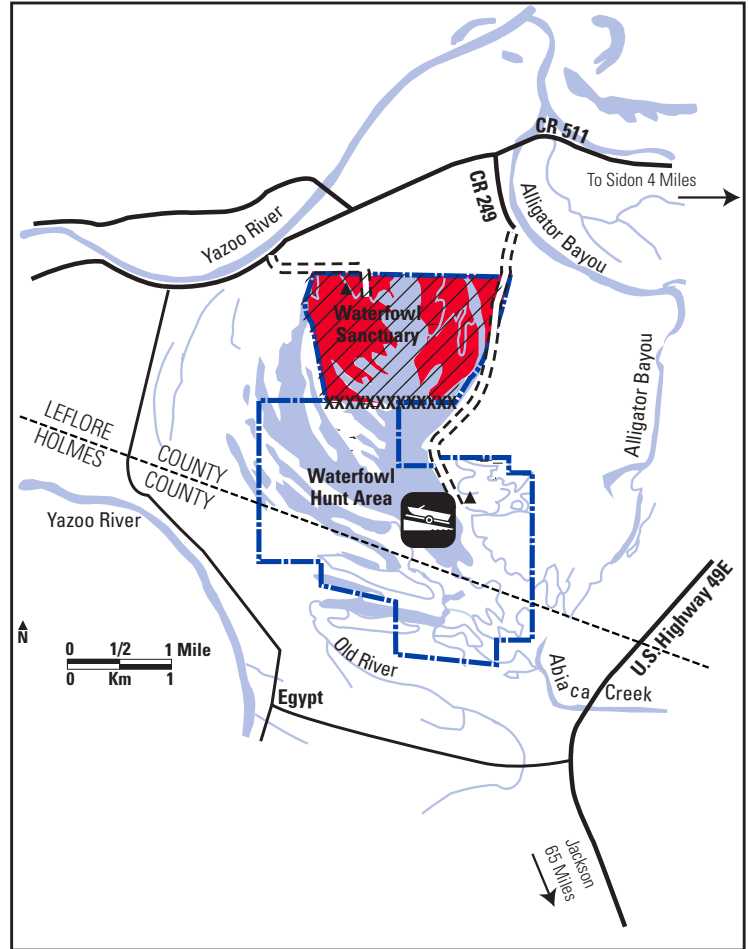 CR 511
To Sidon 4 Miles
CR 249
Alligator Bayou
Yazoo River
Waterfowl
Sanctuary
XXXXXXXXXXXXXX
Alligator Bayou
LEFLORE COUNTY
HOLMES COUNTY
Waterfowl
Hunt Area
Yazoo River
N
0 1/2 1 Mile
0 Km 1
Old River
Egypt
Abiaca Creek
U.S. Highway 49E
Jackson
65 Miles